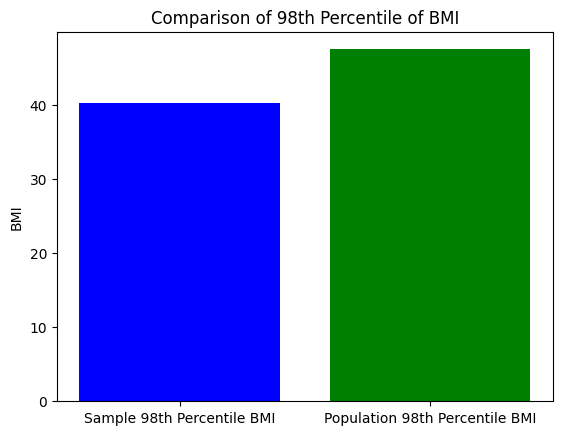 Comparison of 98th Percentile of BMI
BMI
40
30
20
10
0
Sample 98th Percentile BMI
Population 98th Percentile BMI